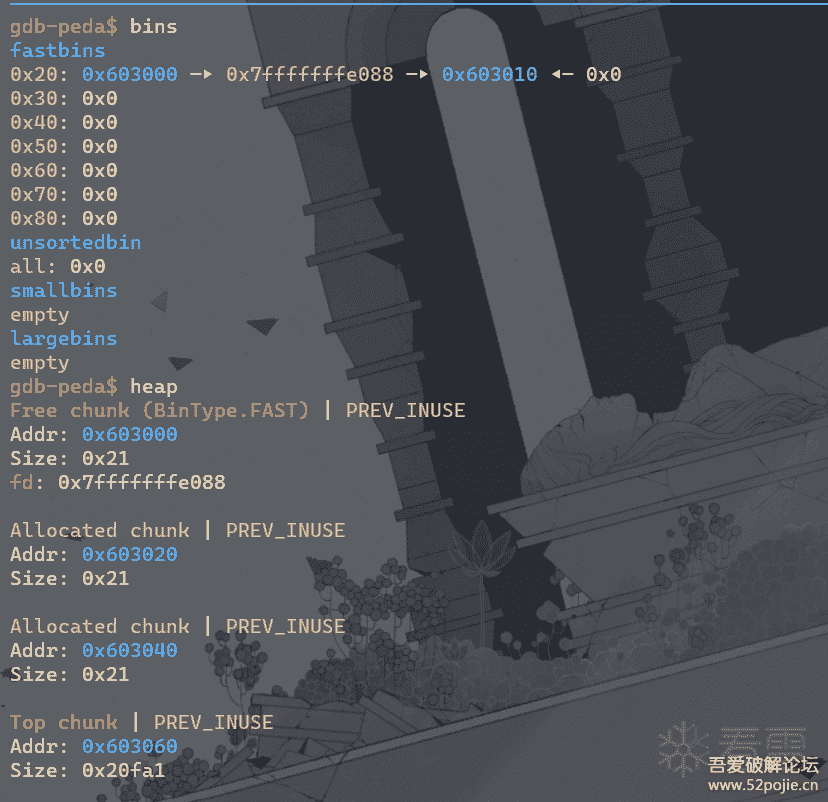 gdb-peda$ bins
fastbins
0x20: 0x603000 —▸ 0x7fffffffe088 —▸ 0x603010 ◂— 0x0
0x30: 0x0
0x40: 0x0
0x50: 0x0
0x60: 0x0
0x70: 0x0
0x80: 0x0
unsortedbin
all: 0x0
smallbins
empty
largebins
empty
gdb-peda$ heap
Free chunk (BinType.FAST) | PREV_INUSE
Addr: 0x603000
Size: 0x21
fd: 0x7fffffffe088

Allocated chunk | PREV_INUSE
Addr: 0x603020
Size: 0x21

Allocated chunk | PREV_INUSE
Addr: 0x603040
Size: 0x21

Top chunk | PREV_INUSE
Addr: 0x603060
Size: 0x20fa1
吾爱破解论坛
www.52pojie.cn